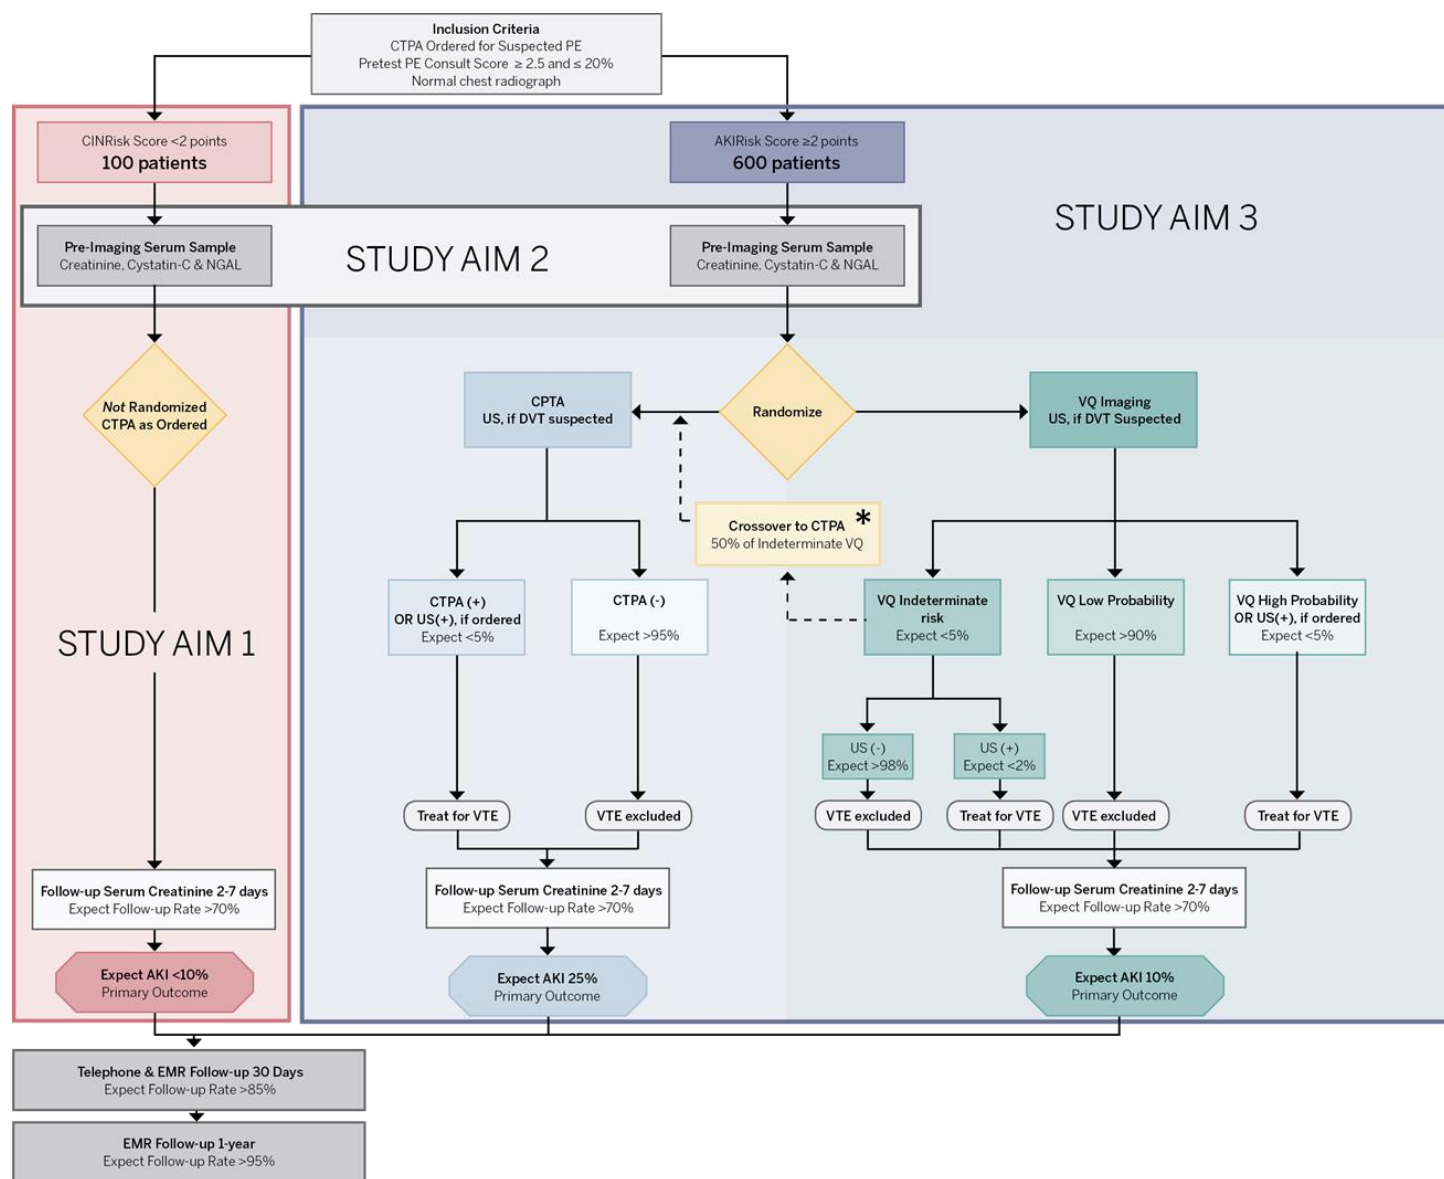 Inclusion Criteria
CTPA Ordered for Suspected PE
Pretest PE Consult Score ≥ 2.5 and ≤ 20%
Normal chest radiograph
CINRisk Score <2 points
100 patients
AKIRisk Score ≥2 points
600 patients
STUDY AIM 3
Pre-Imaging Serum Sample
Creatinine, Cystatin-C & NGAL
STUDY AIM 2
Pre-Imaging Serum Sample
Creatinine, Cystatin-C & NGAL
Not Randomized
CTPA as Ordered
CPTA
US, if DVT suspected
Randomize
VQ Imaging
US, if DVT Suspected
Crossover to CTPA *
50% of Indeterminate VQ
STUDY AIM 1
CTPA (+)
OR US(+), if ordered
Expect <5%
CTPA (-)
Expect >95%
VQ Indeterminate
risk
Expect <5%
VQ Low Probability
Expect >90%
VQ High Probability
OR US(+), if ordered
Expect <5%
US (-)
Expect >98%
US (+)
Expect <2%
Treat for VTE
VTE excluded
VTE excluded
Treat for VTE
VTE excluded
Treat for VTE
Follow-up Serum Creatinine 2-7 days
Expect Follow-up Rate >70%
Follow-up Serum Creatinine 2-7 days
Expect Follow-up Rate >70%
Follow-up Serum Creatinine 2-7 days
Expect Follow-up Rate >70%
Expect AKI <10%
Primary Outcome
Expect AKI 25%
Primary Outcome
Expect AKI 10%
Primary Outcome
Telephone & EMR Follow-up 30 Days
Expect Follow-up Rate >85%
EMR Follow-up 1-year
Expect Follow-up Rate >95%